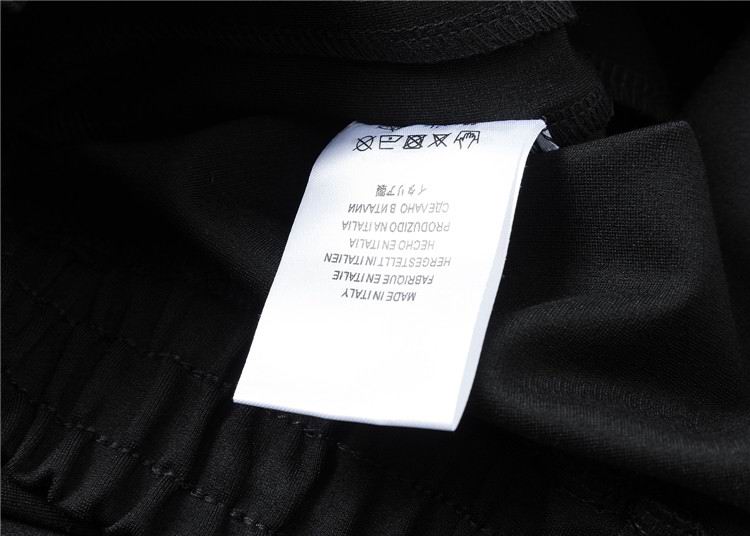 MADE IN ITALY
FABRIQUE EN ITALIE
HERGESTELLT IN ITALIEN
HECHO EN ITALIA
PRODUZIDO NA ITALIA
СДЕЛАНО В ИТАЛИИ
イタリア製